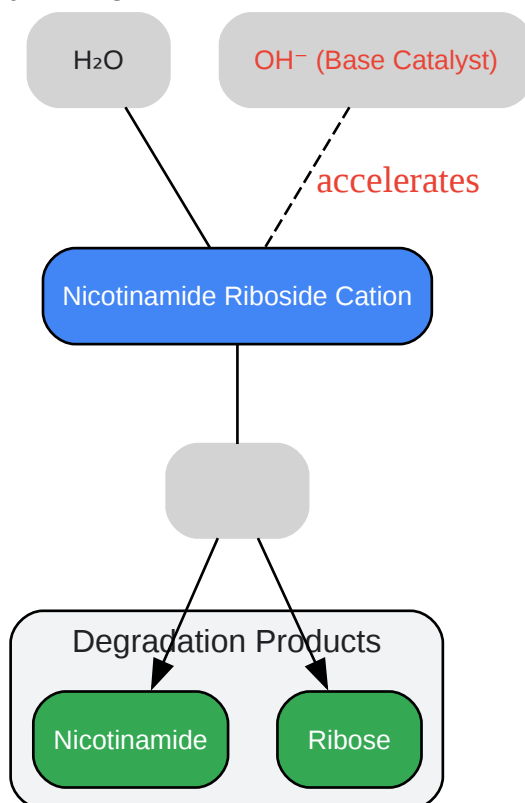 H₂O
OH⁻ (Base Catalyst)
accelerates
Nicotinamide Riboside Cation
Degradation Products
Nicotinamide
Ribose